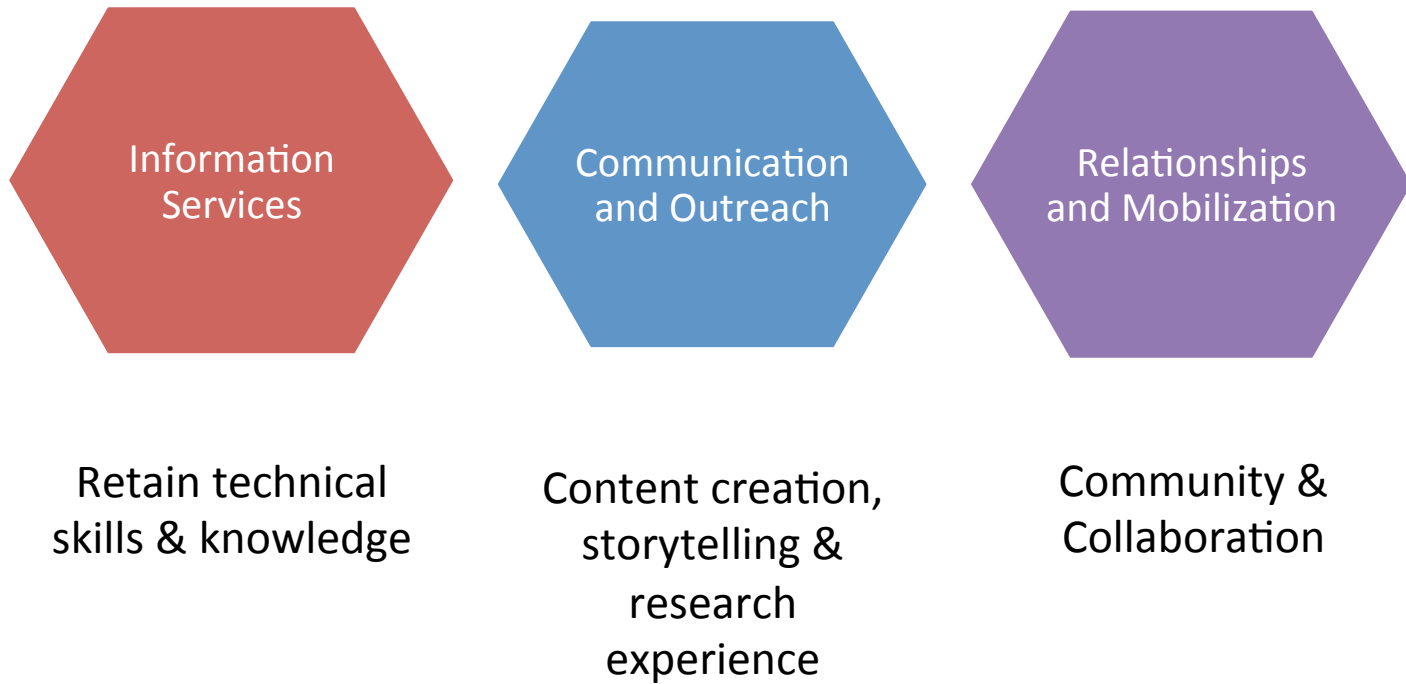 Information
Services
Communication
and Outreach
Relationships
and Mobilization
Retain technical
skills & knowledge
Content creation,
storytelling &
research
experience
Community &
Collaboration